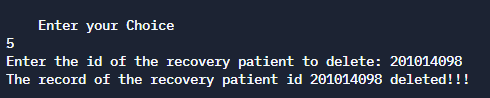 Enter your Choice
5
Enter the id of the recovery patient to delete: 201014098
The record of the recovery patient id 201014098 deleted!!!